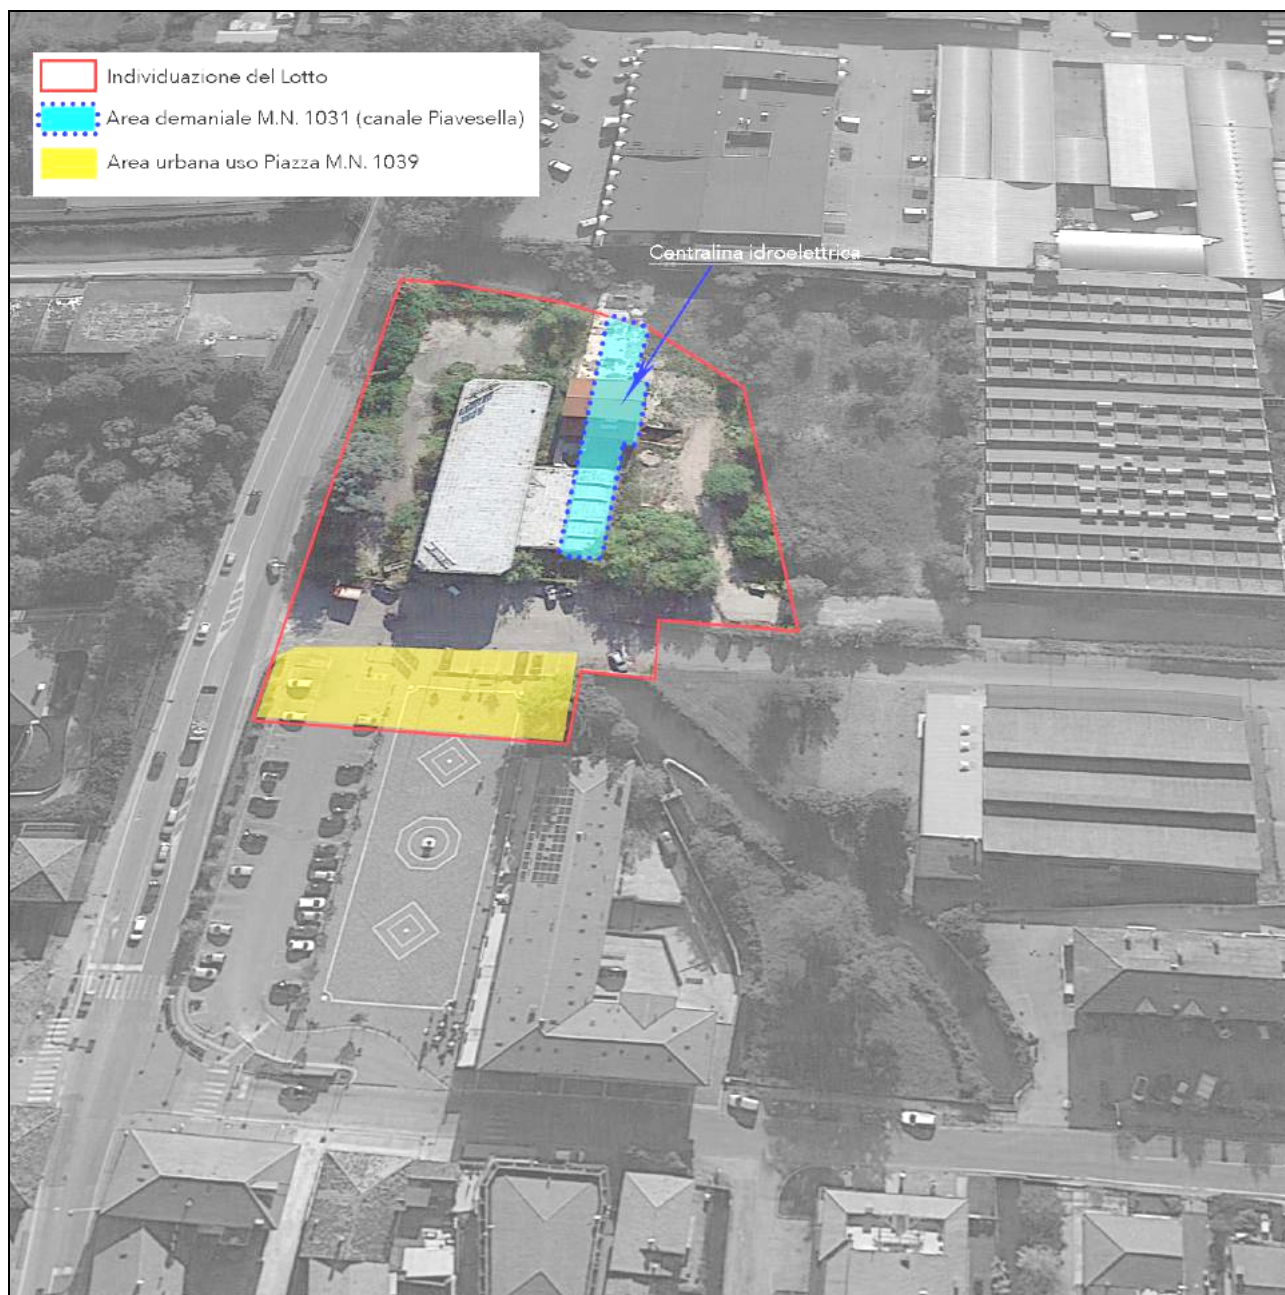 Individuazione del Lotto
Area demaniale M.N. 1031 (canale Piavesella)
Area urbana uso Piazza M.N. 1039
Centralina idroelettrica